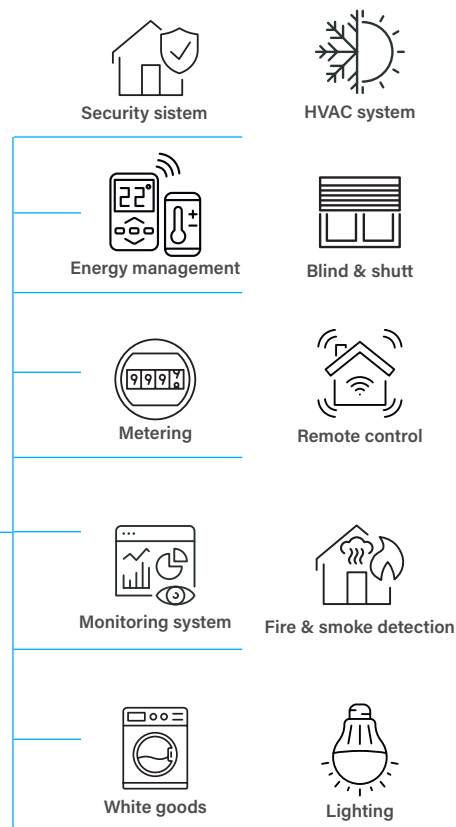 Security sistem
HVAC system
22°
Energy management
Blind & shutt
999
Metering
Remote control
Monitoring system
Fire & smoke detection
White goods
Lighting